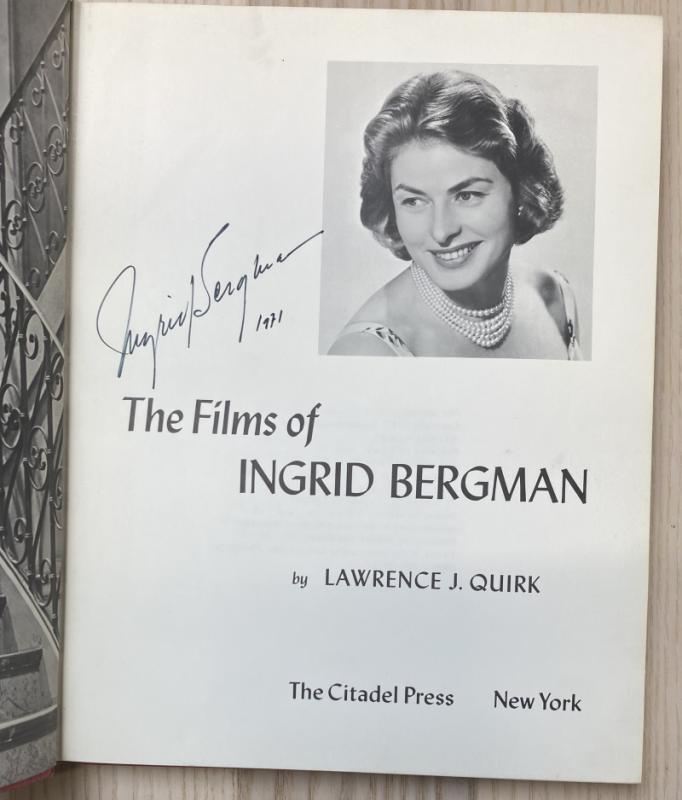 Ingrid Bergman
1971
The Films of
INGRID BERGMAN
by LAWRENCE J. QUIRK
The Citadel Press New York